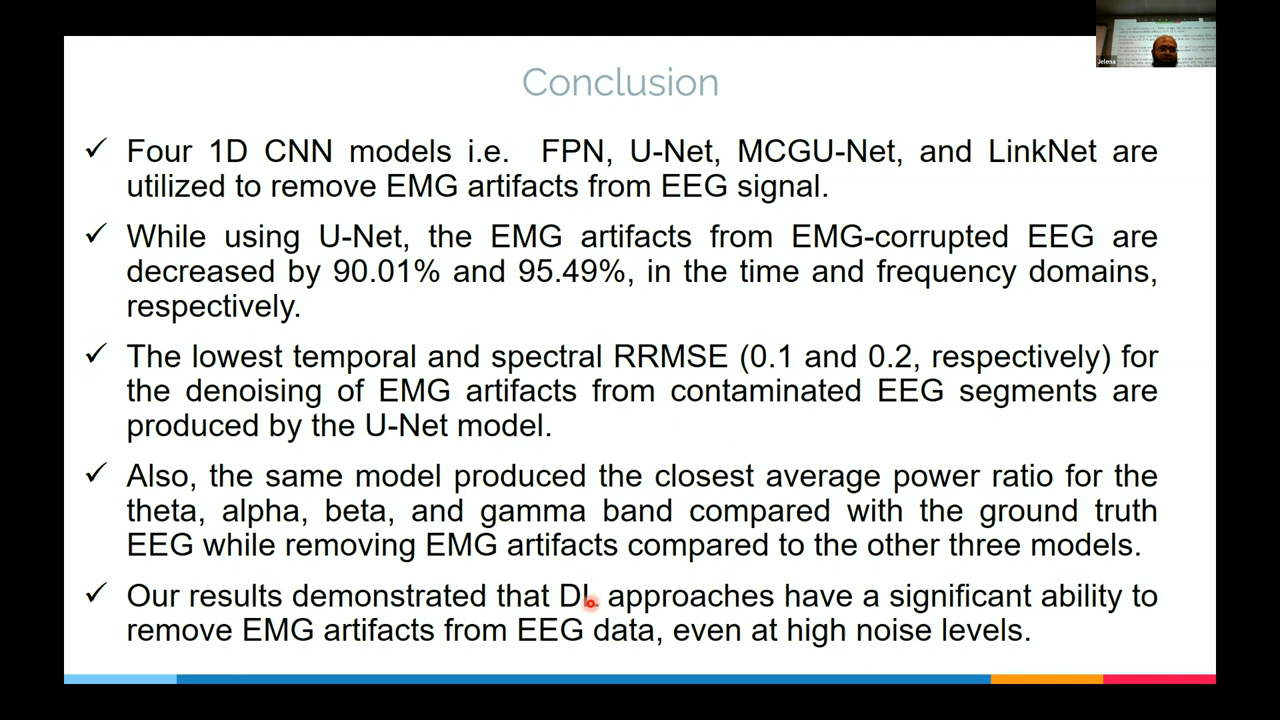 Conclusion
Jelena
✓ Four 1D CNN models i.e. FPN, U-Net, MCGU-Net, and LinkNet are
utilized to remove EMG artifacts from EEG signal.
✓ While using U-Net, the EMG artifacts from EMG-corrupted EEG are
decreased by 90.01% and 95.49%, in the time and frequency domains,
respectively.
✓ The lowest temporal and spectral RRMSE (0.1 and 0.2, respectively) for
the denoising of EMG artifacts from contaminated EEG segments are
produced by the U-Net model.
✓ Also, the same model produced the closest average power ratio for the
theta, alpha, beta, and gamma band compared with the ground truth
EEG while removing EMG artifacts compared to the other three models.
✓ Our results demonstrated that DL approaches have a significant ability to
remove EMG artifacts from EEG data, even at high noise levels.